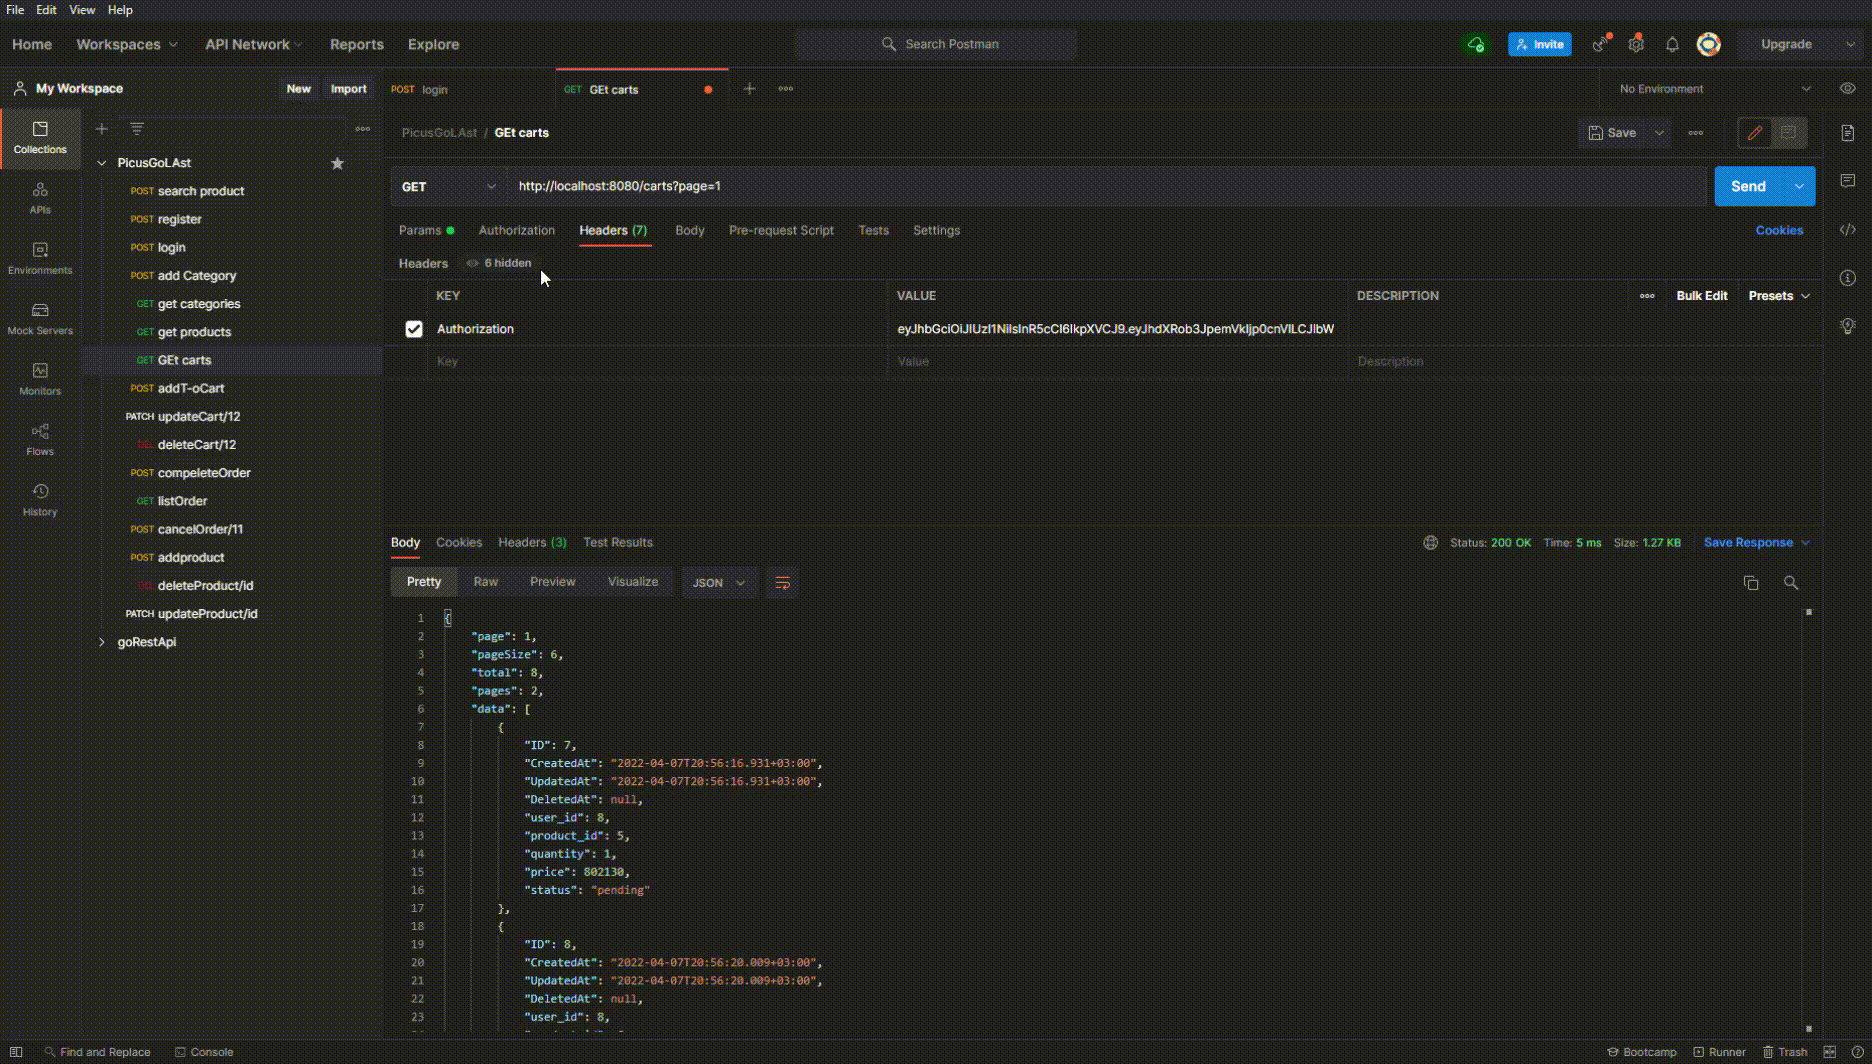 File Edit View Help
Home Workspaces API Network Reports Explore Search Postman Invite Upgrade
My Workspace New Import POST login GET GEt carts No Environment
Collections
APIs
Environments
Mock Servers
Monitors
Flows
History
PicusGoLAst
POST search product
POST register
POST login
POST add Category
GET get categories
GET get products
GET GEt carts
POST addT-oCart
PATCH updateCart/12
deleteCart/12
POST compeleteOrder
GET listOrder
POST cancelOrder/11
POST addproduct
deleteProduct/id
PATCH updateProduct/id
goRestApi
PicusGoLAst / GEt carts Save
GET http://localhost:8080/carts?page=1 Send
Params Authorization Headers (7) Body Pre-request Script Tests Settings Cookies
Headers 6 hidden
KEY VALUE DESCRIPTION Bulk Edit Presets
Authorization
Key Value Description
Body Cookies Headers (3) Test Results Status: 200 OK Time: 5 ms Size: 1.27 KB Save Response
Pretty Raw Preview Visualize JSON
1 {
2 "page": 1,
3 "pageSize": 6,
4 "total": 8,
5 "pages": 2,
6 "data": [
7 {
8 "ID": 7,
9 "CreatedAt": "2022-04-07T20:56:16.931+03:00",
10 "UpdatedAt": "2022-04-07T20:56:16.931+03:00",
11 "DeletedAt": null,
12 "user_id": 8,
13 "product_id": 5,
14 "quantity": 1,
15 "price": 802130,
16 "status": "pending"
17 },
18 {
19 "ID": 8,
20 "CreatedAt": "2022-04-07T20:56:20.009+03:00",
21 "UpdatedAt": "2022-04-07T20:56:20.009+03:00",
22 "DeletedAt": null,
23 "user_id": 8,
Find and Replace Console Bootcamp Runner Trash